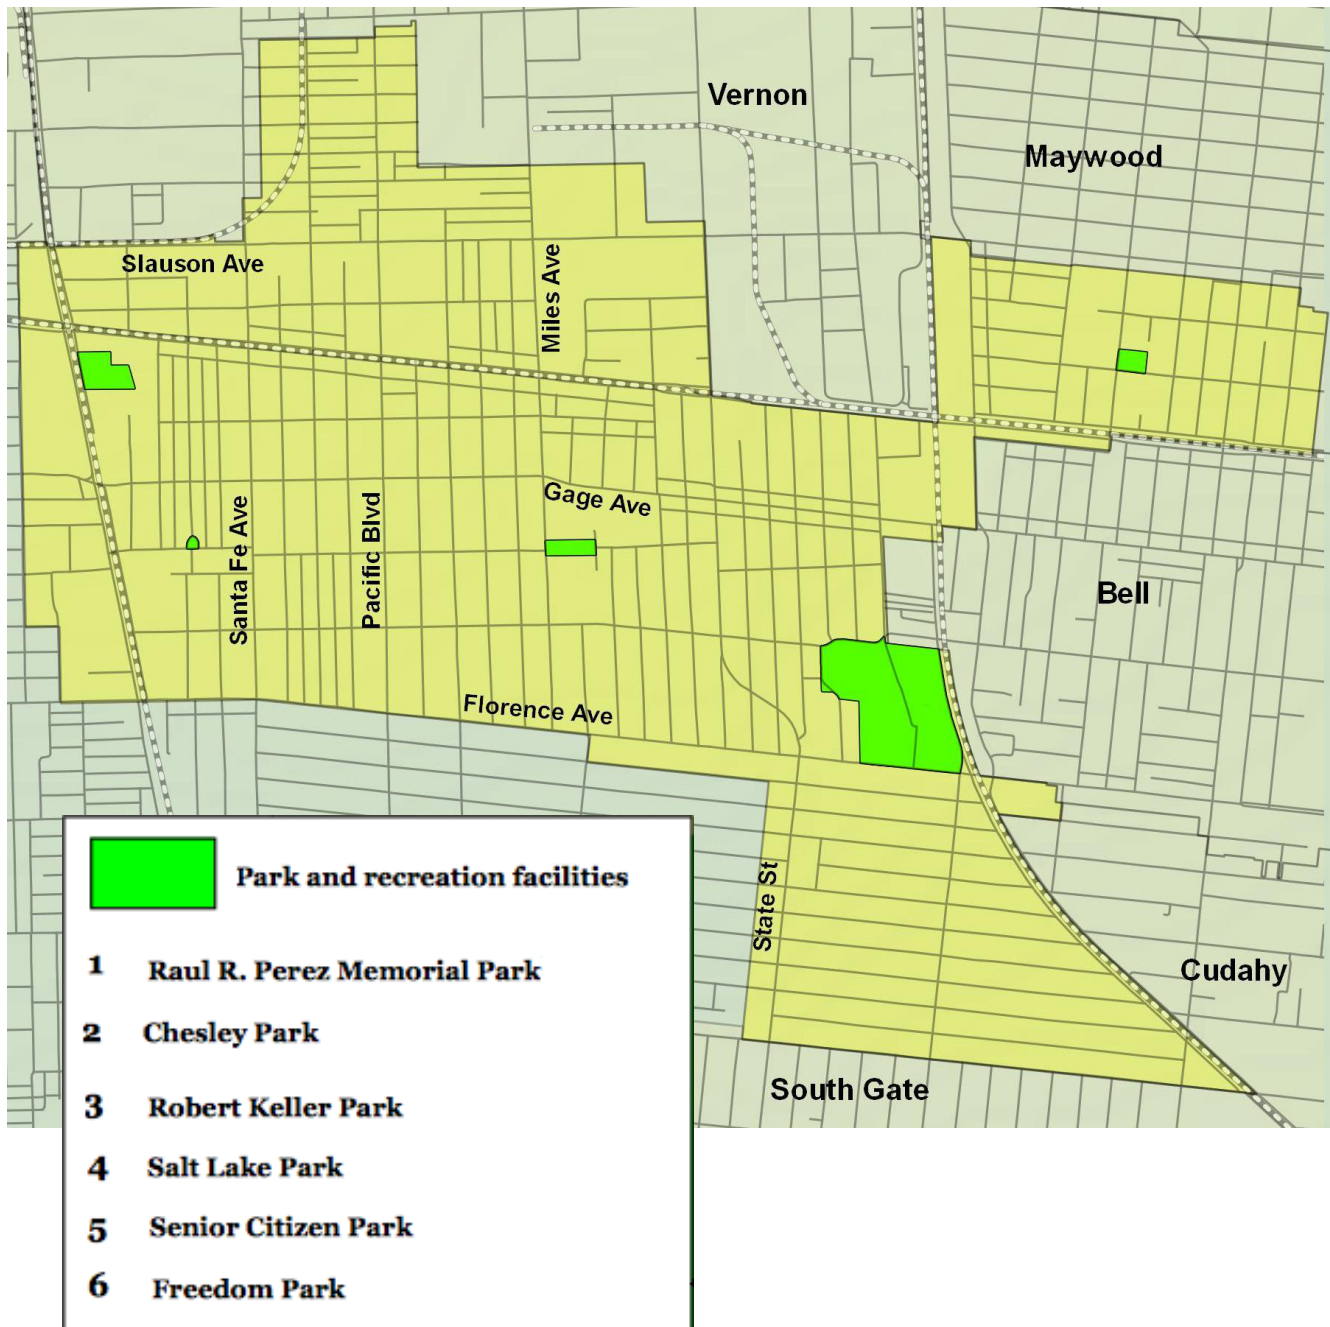 Vernon
Maywood
Slauson Ave
Miles Ave
Gage Ave
Santa Fe Ave
Pacific Blvd
Bell
Florence Ave
State St
Cudahy
South Gate
Park and recreation facilities
1 Raul R. Perez Memorial Park
2 Chesley Park
3 Robert Keller Park
4 Salt Lake Park
5 Senior Citizen Park
6 Freedom Park